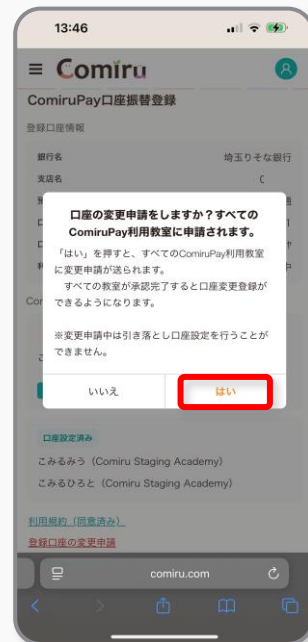 13:46
Comiru
ComiruPay口座振替登録
登録口座情報
銀行名 埼玉りそな銀行
支店名
口座の変更申請をしますか？すべての
ComiruPay利用教室に申請されます。
「はい」を押すと、すべてのComiruPay利用教室
に変更申請が送られます。
すべての教室が承認完了すると口座変更登録が
できるようになります。
※変更申請中は引き落とし口座設定を行うことが
できません。
いいえ はい
口座設定済み
こみるみう（Comiru Staging Academy）
こみるひろと（Comiru Staging Academy）
利用規約（同意済み）
登録口座の変更申請
comiru.com